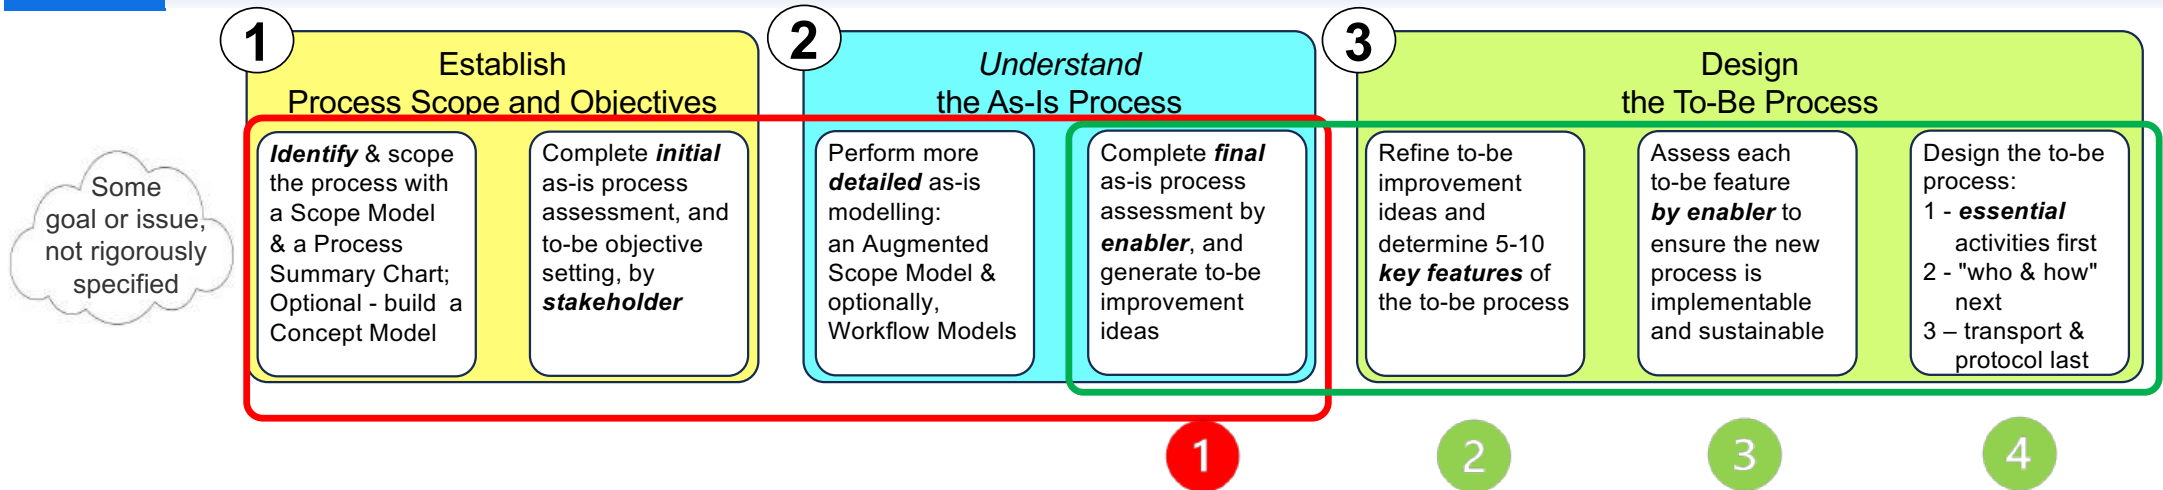 1
Establish
Process Scope and Objectives
2
Understand
the As-Is Process
3
Design
the To-Be Process
Some
goal or issue,
not rigorously
specified
Identify & scope
the process with
a Scope Model
& a Process
Summary Chart;
Optional - build a
Concept Model
Complete initial
as-is process
assessment, and
to-be objective
setting, by
stakeholder
Perform more
detailed as-is
modelling:
an Augmented
Scope Model &
optionally,
Workflow Models
Complete final
as-is process
assessment by
enabler, and
generate to-be
improvement
ideas
Refine to-be
improvement
ideas and
determine 5-10
key features of
the to-be process
Assess each
to-be feature
by enabler to
ensure the new
process is
implementable
and sustainable
Design the to-be
process:
1 - essential
activities first
2 - "who & how"
next
3 – transport &
protocol last
1
2
3
4